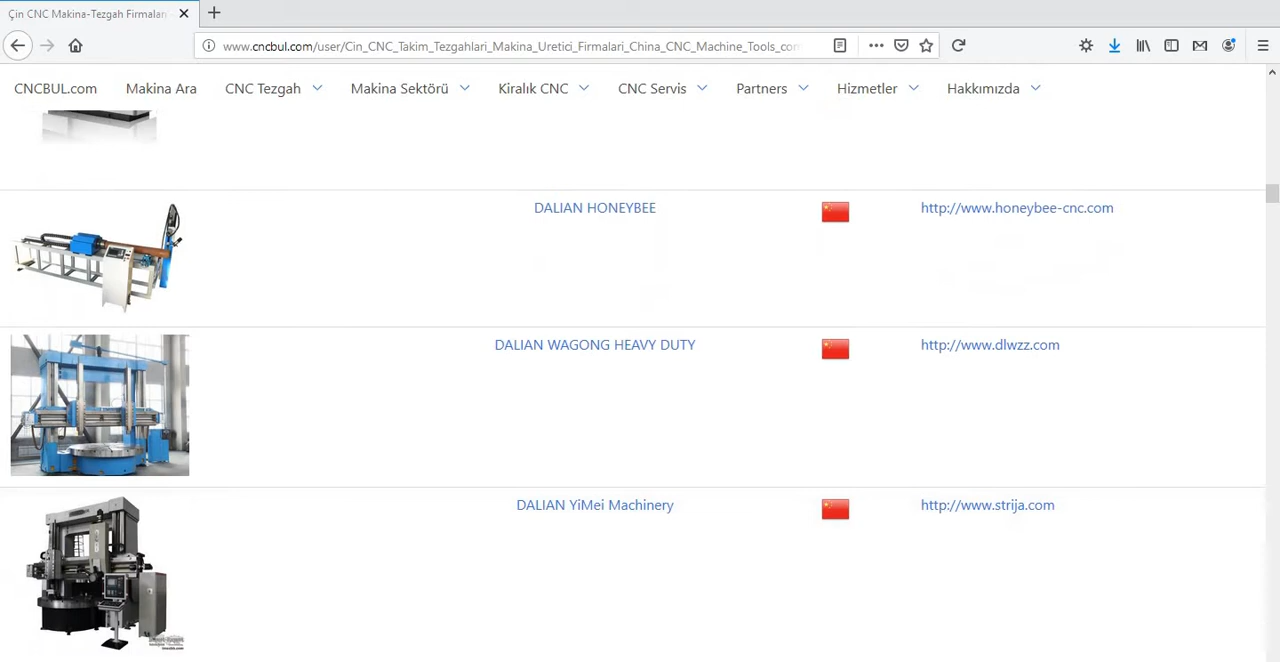 Çin CNC Makina-Tezgah Firmaları
www.cncbul.com/user/Cin_CNC_Takim_Tezgahlari_Makina_Uretici_Firmalari_China_CNC_Machine_Tools_con
CNCBUL.com Makina Ara CNC Tezgah Makina Sektörü Kiralık CNC CNC Servis Partners Hizmetler Hakkımızda
DALIAN HONEYBEE http://www.honeybee-cnc.com
DALIAN WAGONG HEAVY DUTY http://www.dlwzz.com
DALIAN YiMei Machinery http://www.strija.com